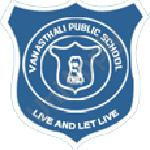 VANASTHALI PUBLIC SCHOOL
LIVE AND LET LIVE